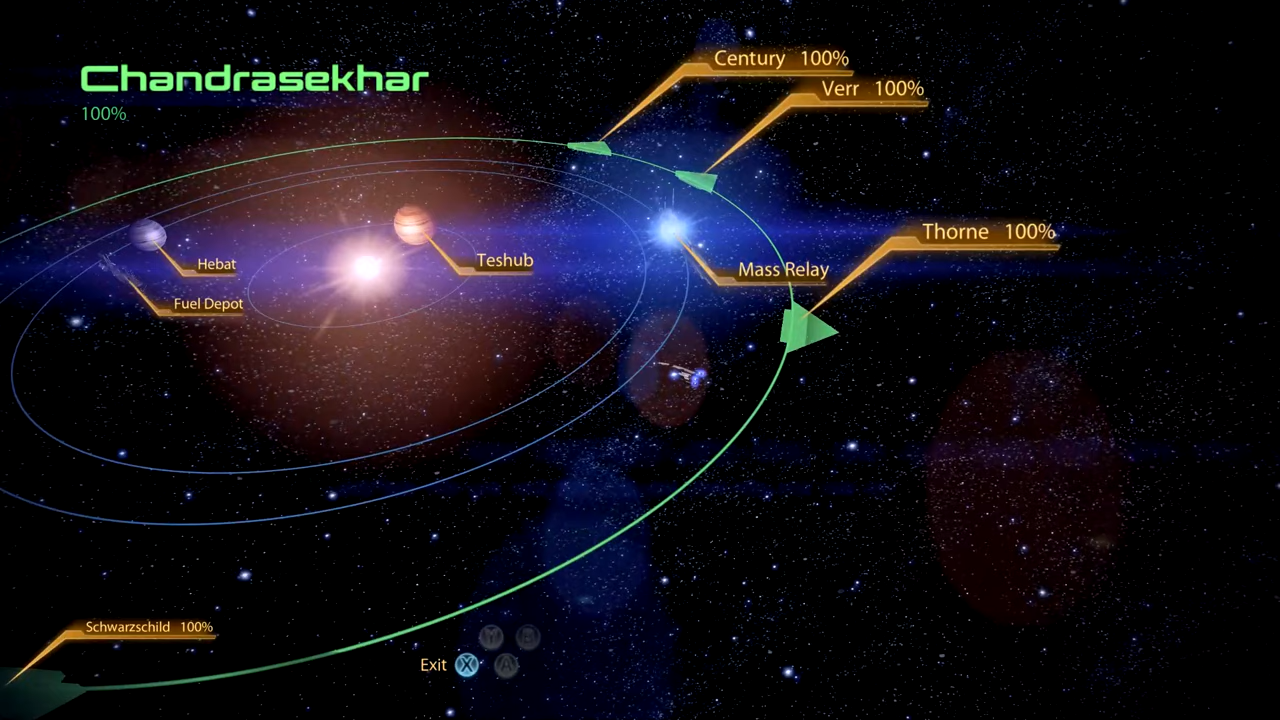 Chandrasekhar
100%
Century 100%
Verr 100%
Thorne 100%
Hebat
Teshub
Mass Relay
Fuel Depot
Schwarzschild 100%
Y B
Exit X A